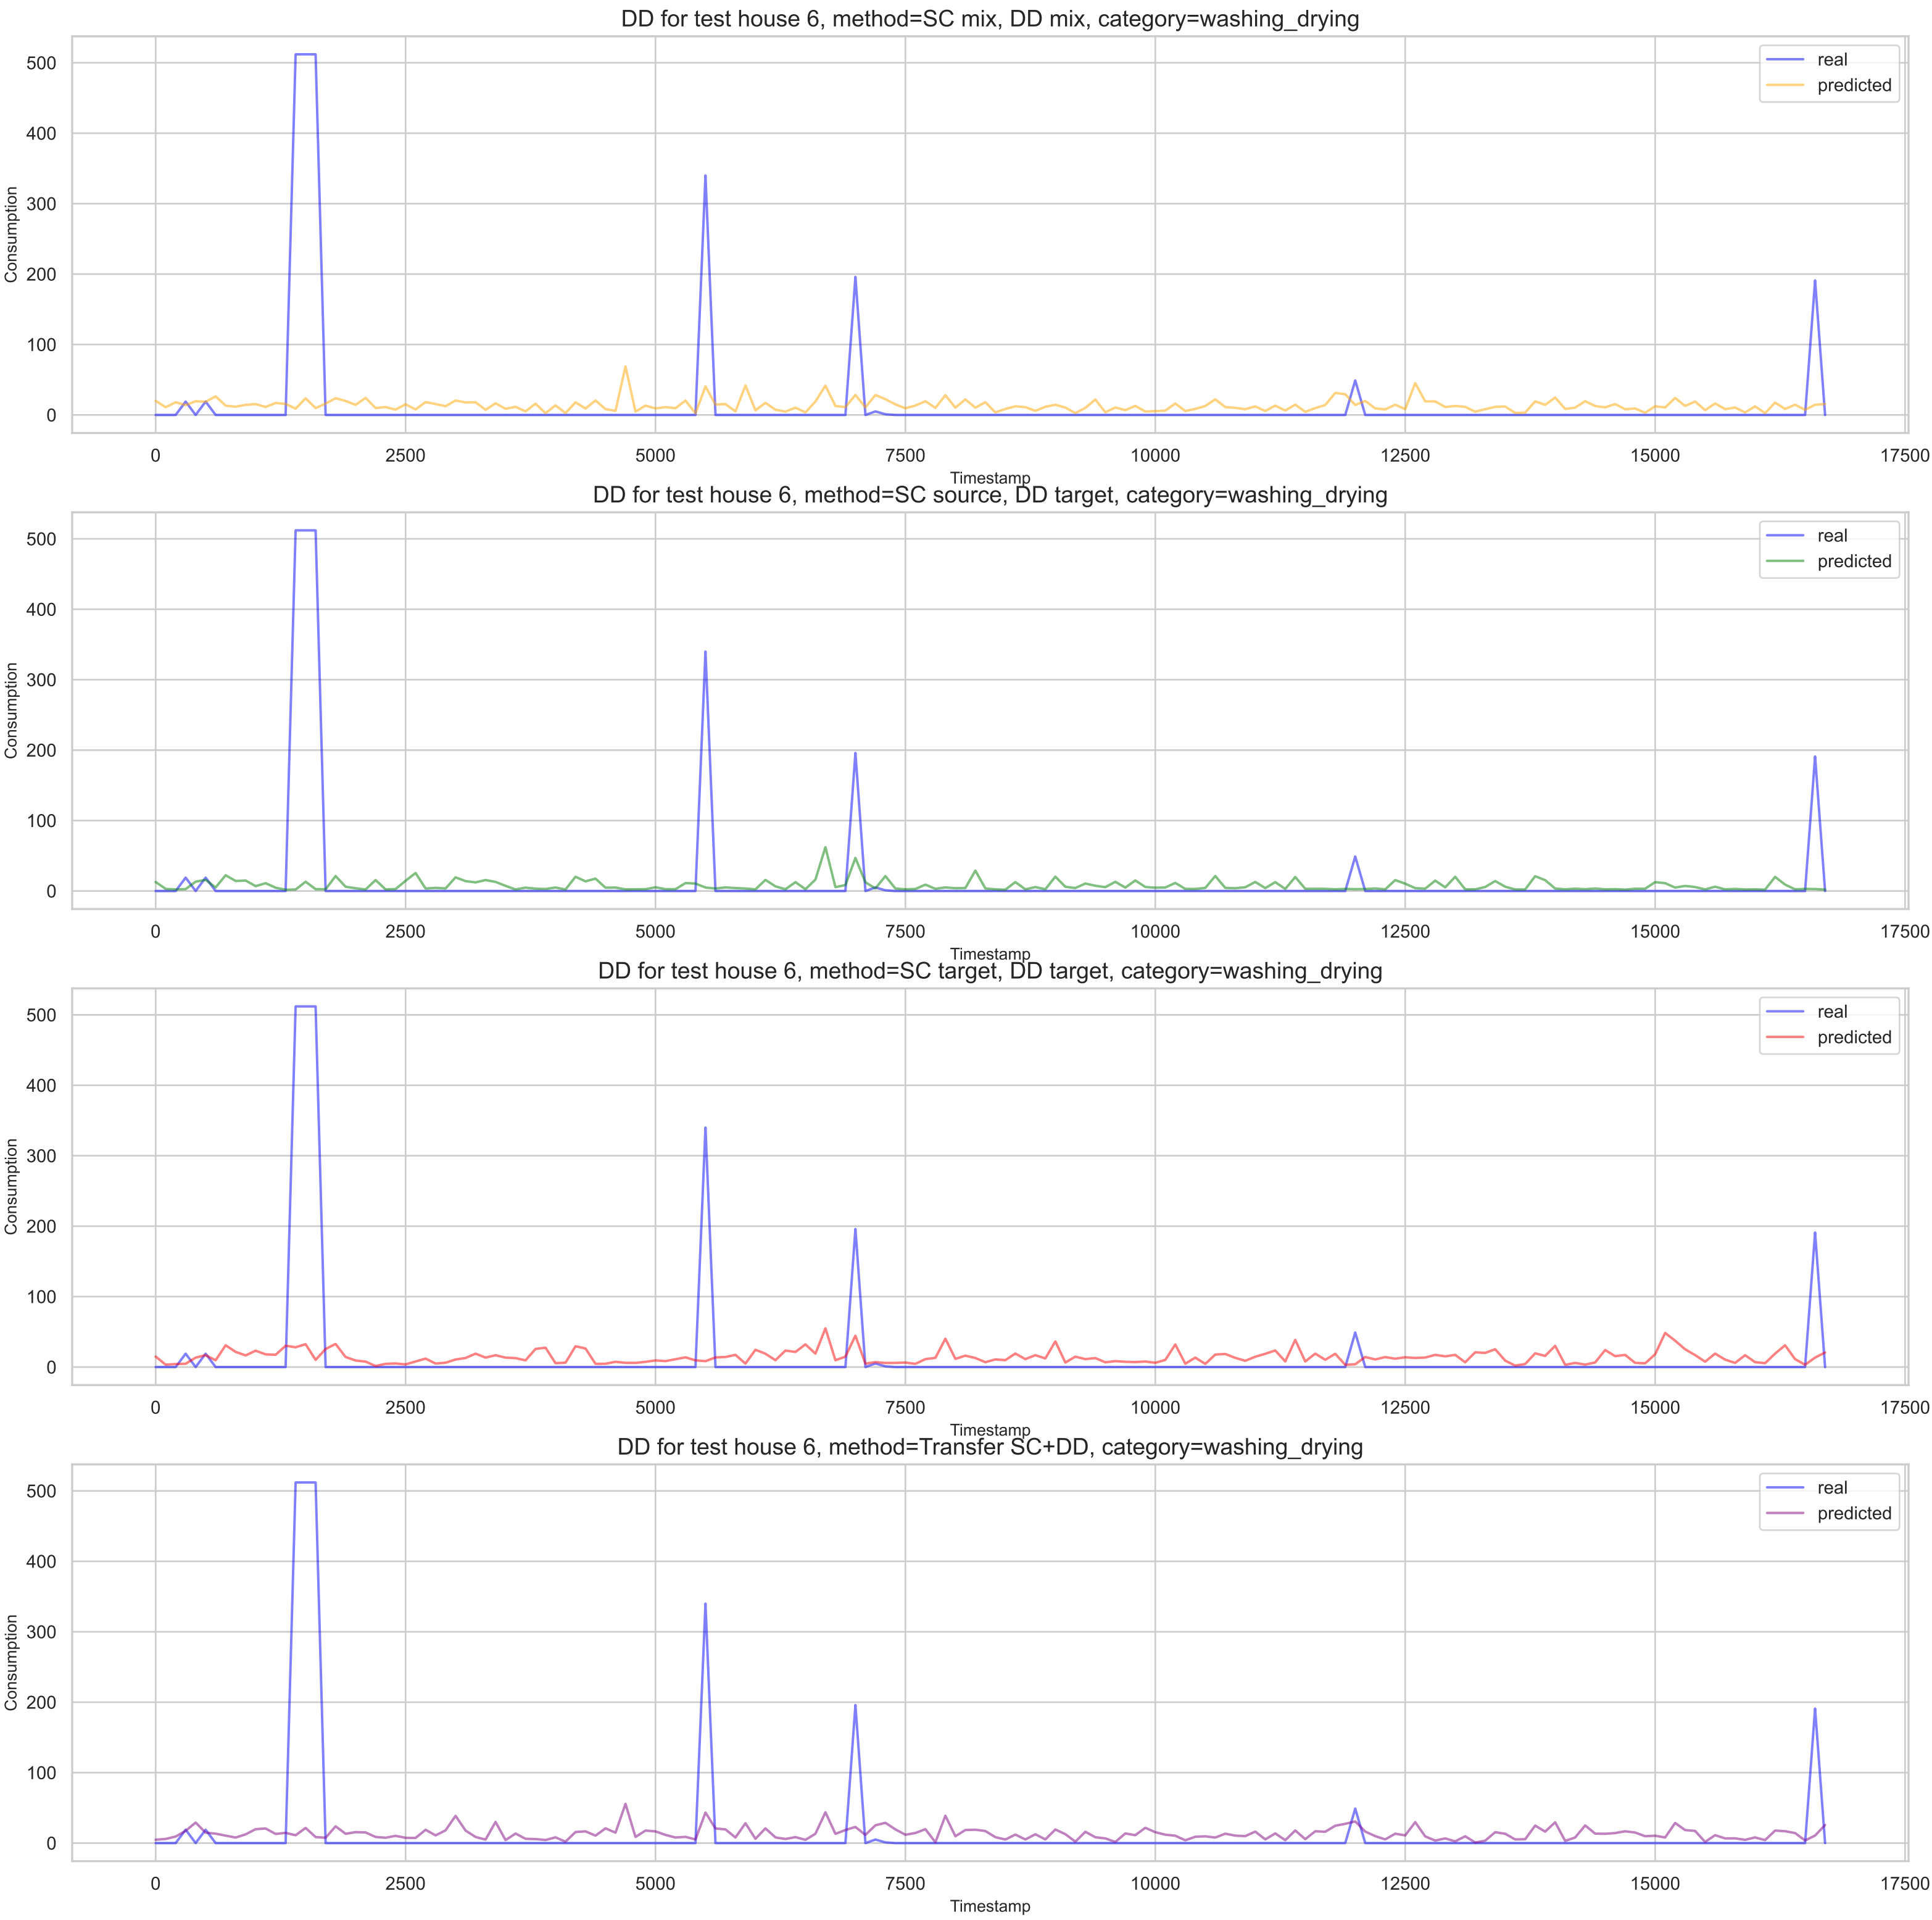 DD for test house 6, method=SC mix, DD mix, category=washing_drying
real
predicted
500
400
300
200
100
0
Consumption
0 2500 5000 7500 10000 12500 15000 17500
Timestamp
DD for test house 6, method=SC source, DD target, category=washing_drying
real
predicted
500
400
300
200
100
0
Consumption
0 2500 5000 7500 10000 12500 15000 17500
Timestamp
DD for test house 6, method=SC target, DD target, category=washing_drying
real
predicted
500
400
300
200
100
0
Consumption
0 2500 5000 7500 10000 12500 15000 17500
Timestamp
DD for test house 6, method=Transfer SC+DD, category=washing_drying
real
predicted
500
400
300
200
100
0
Consumption
0 2500 5000 7500 10000 12500 15000 17500
Timestamp